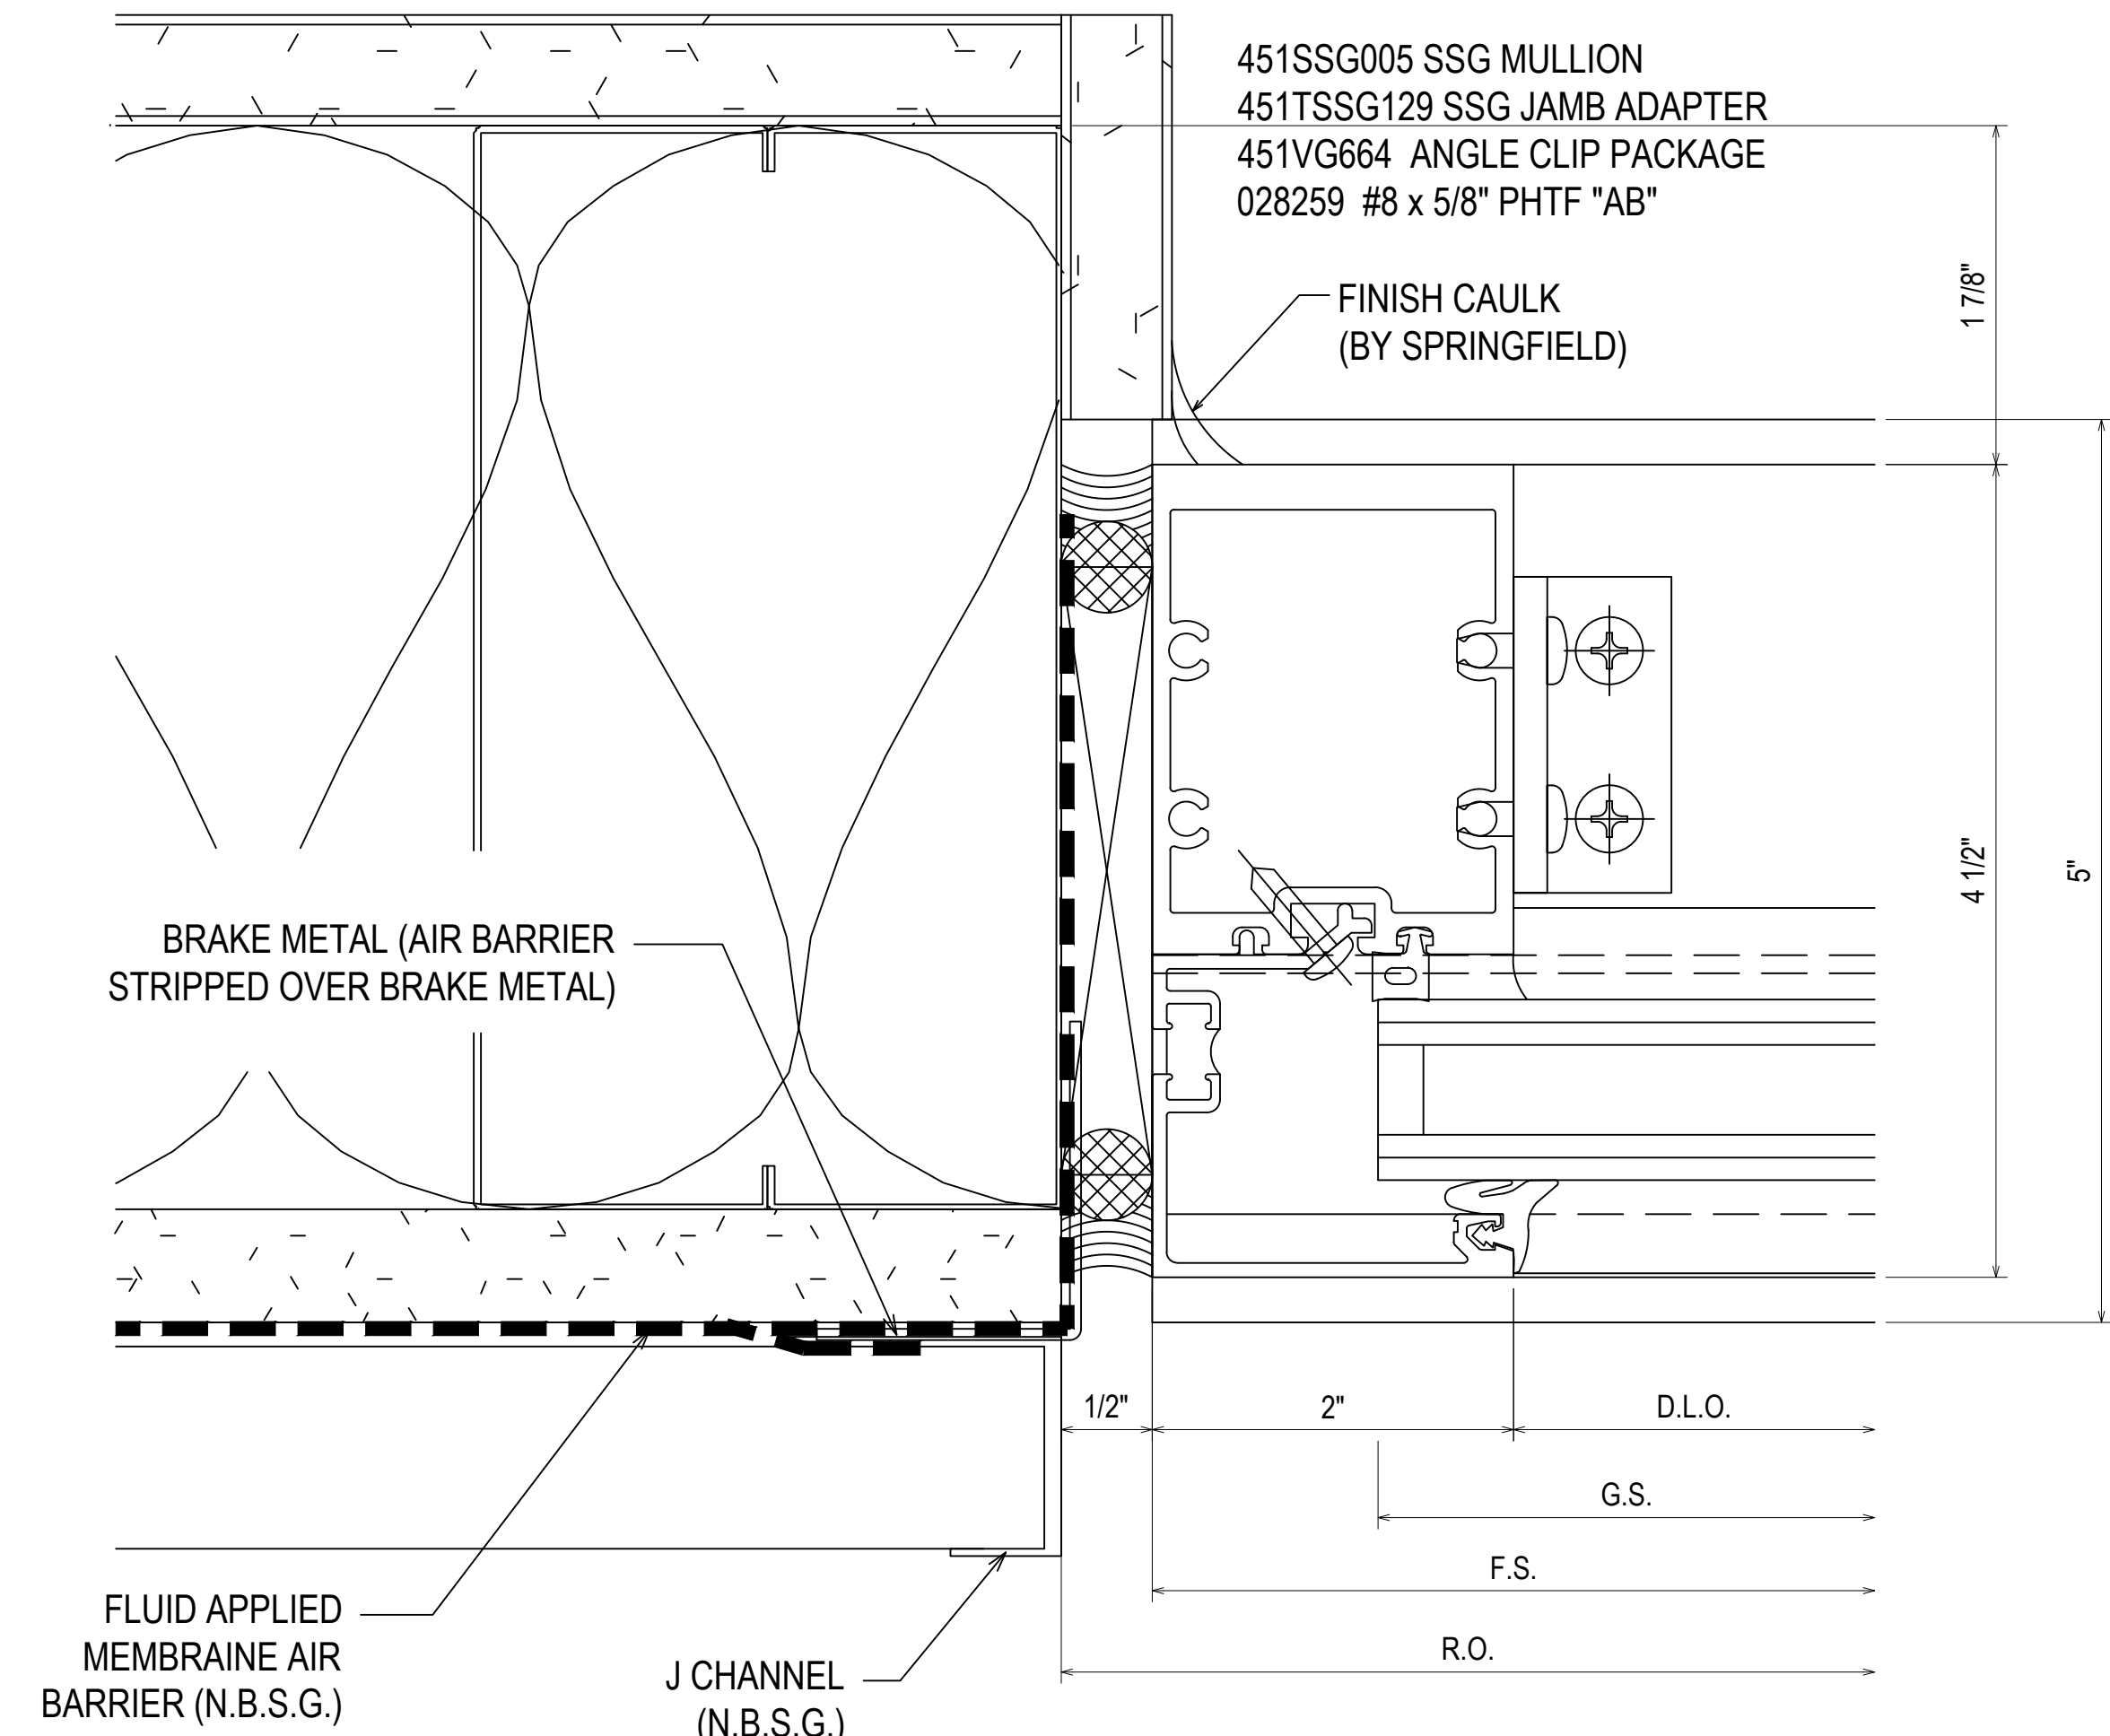 451SSG005 SSG MULLION
451TSSG129 SSG JAMB ADAPTER
451VG664 ANGLE CLIP PACKAGE
028259 #8 x 5/8" PHTF "AB"
FINISH CAULK
(BY SPRINGFIELD)
1 7/8"
4 1/2"
5"
BRAKE METAL (AIR BARRIER
STRIPPED OVER BRAKE METAL)
1/2"
2"
D.L.O.
G.S.
F.S.
R.O.
FLUID APPLIED
MEMBRAINE AIR
BARRIER (N.B.S.G.)
J CHANNEL
(N.B.S.G.)